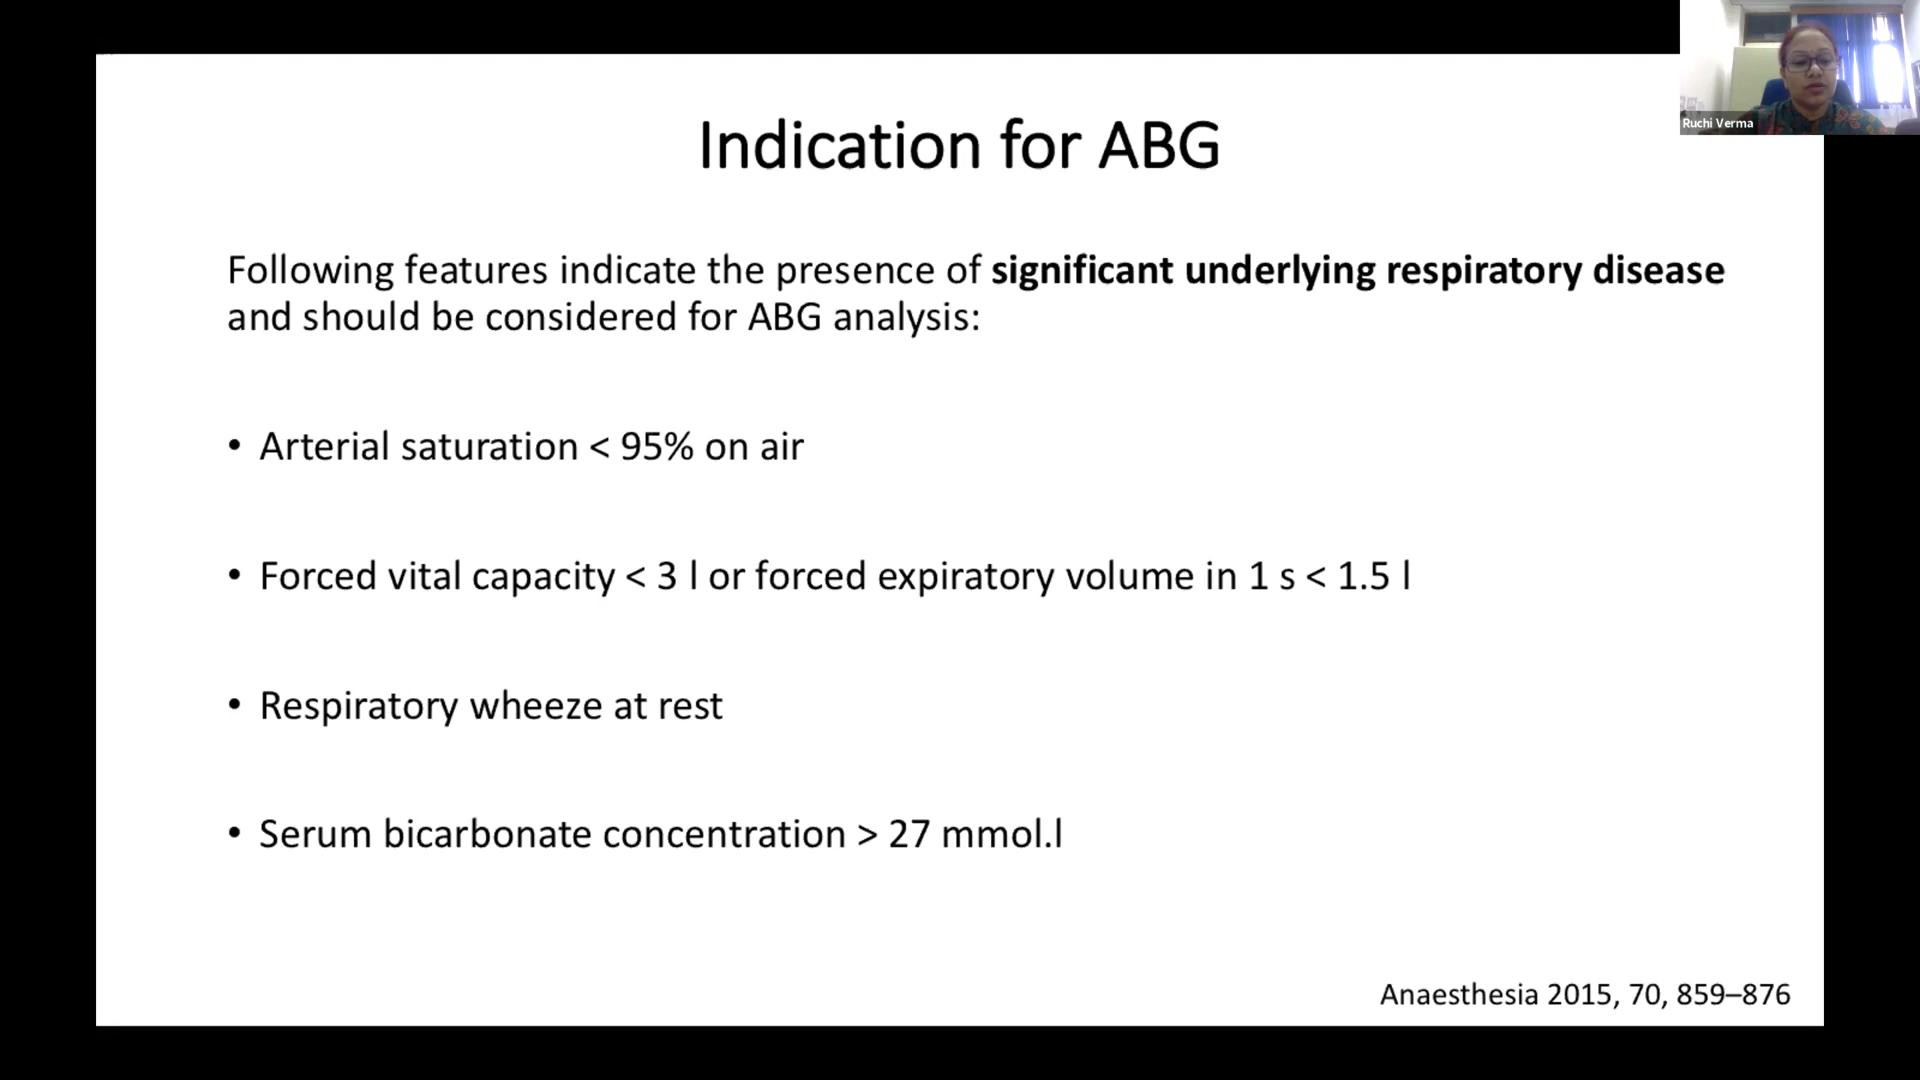 Ruchi Verma
Indication for ABG
Following features indicate the presence of significant underlying respiratory disease
and should be considered for ABG analysis:
• Arterial saturation < 95% on air
• Forced vital capacity < 3 l or forced expiratory volume in 1 s < 1.5 l
• Respiratory wheeze at rest
• Serum bicarbonate concentration > 27 mmol.l
Anaesthesia 2015, 70, 859–876